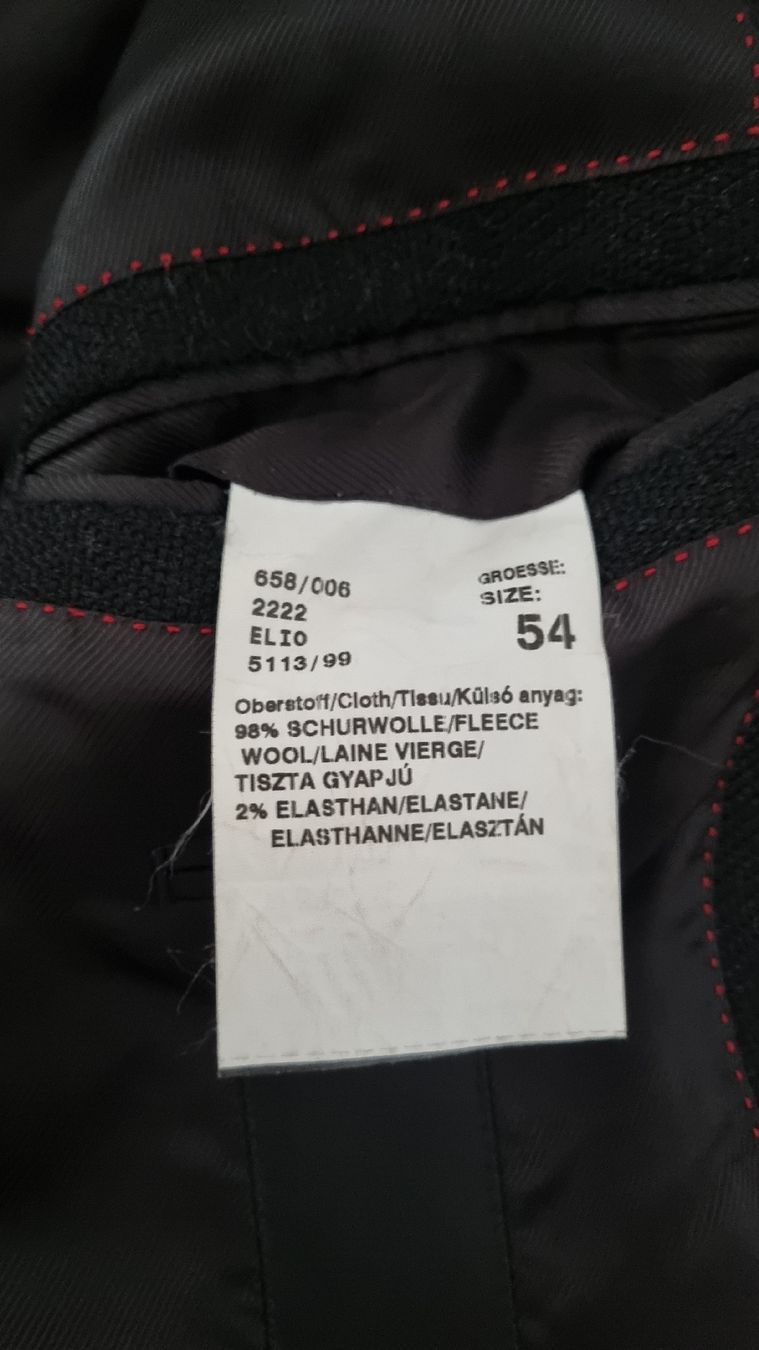 658/006
2222
ELIO
5113/99
GROESSE:
SIZE:
54
Oberstoff/Cloth/Tissu/Külsó anyag:
98% SCHURWOLLE/FLEECE
WOOL/LAINE VIERGE/
TISZTA GYAPJÚ
2% ELASTHAN/ELASTANE/
ELASTHANNE/ELASZTÁN